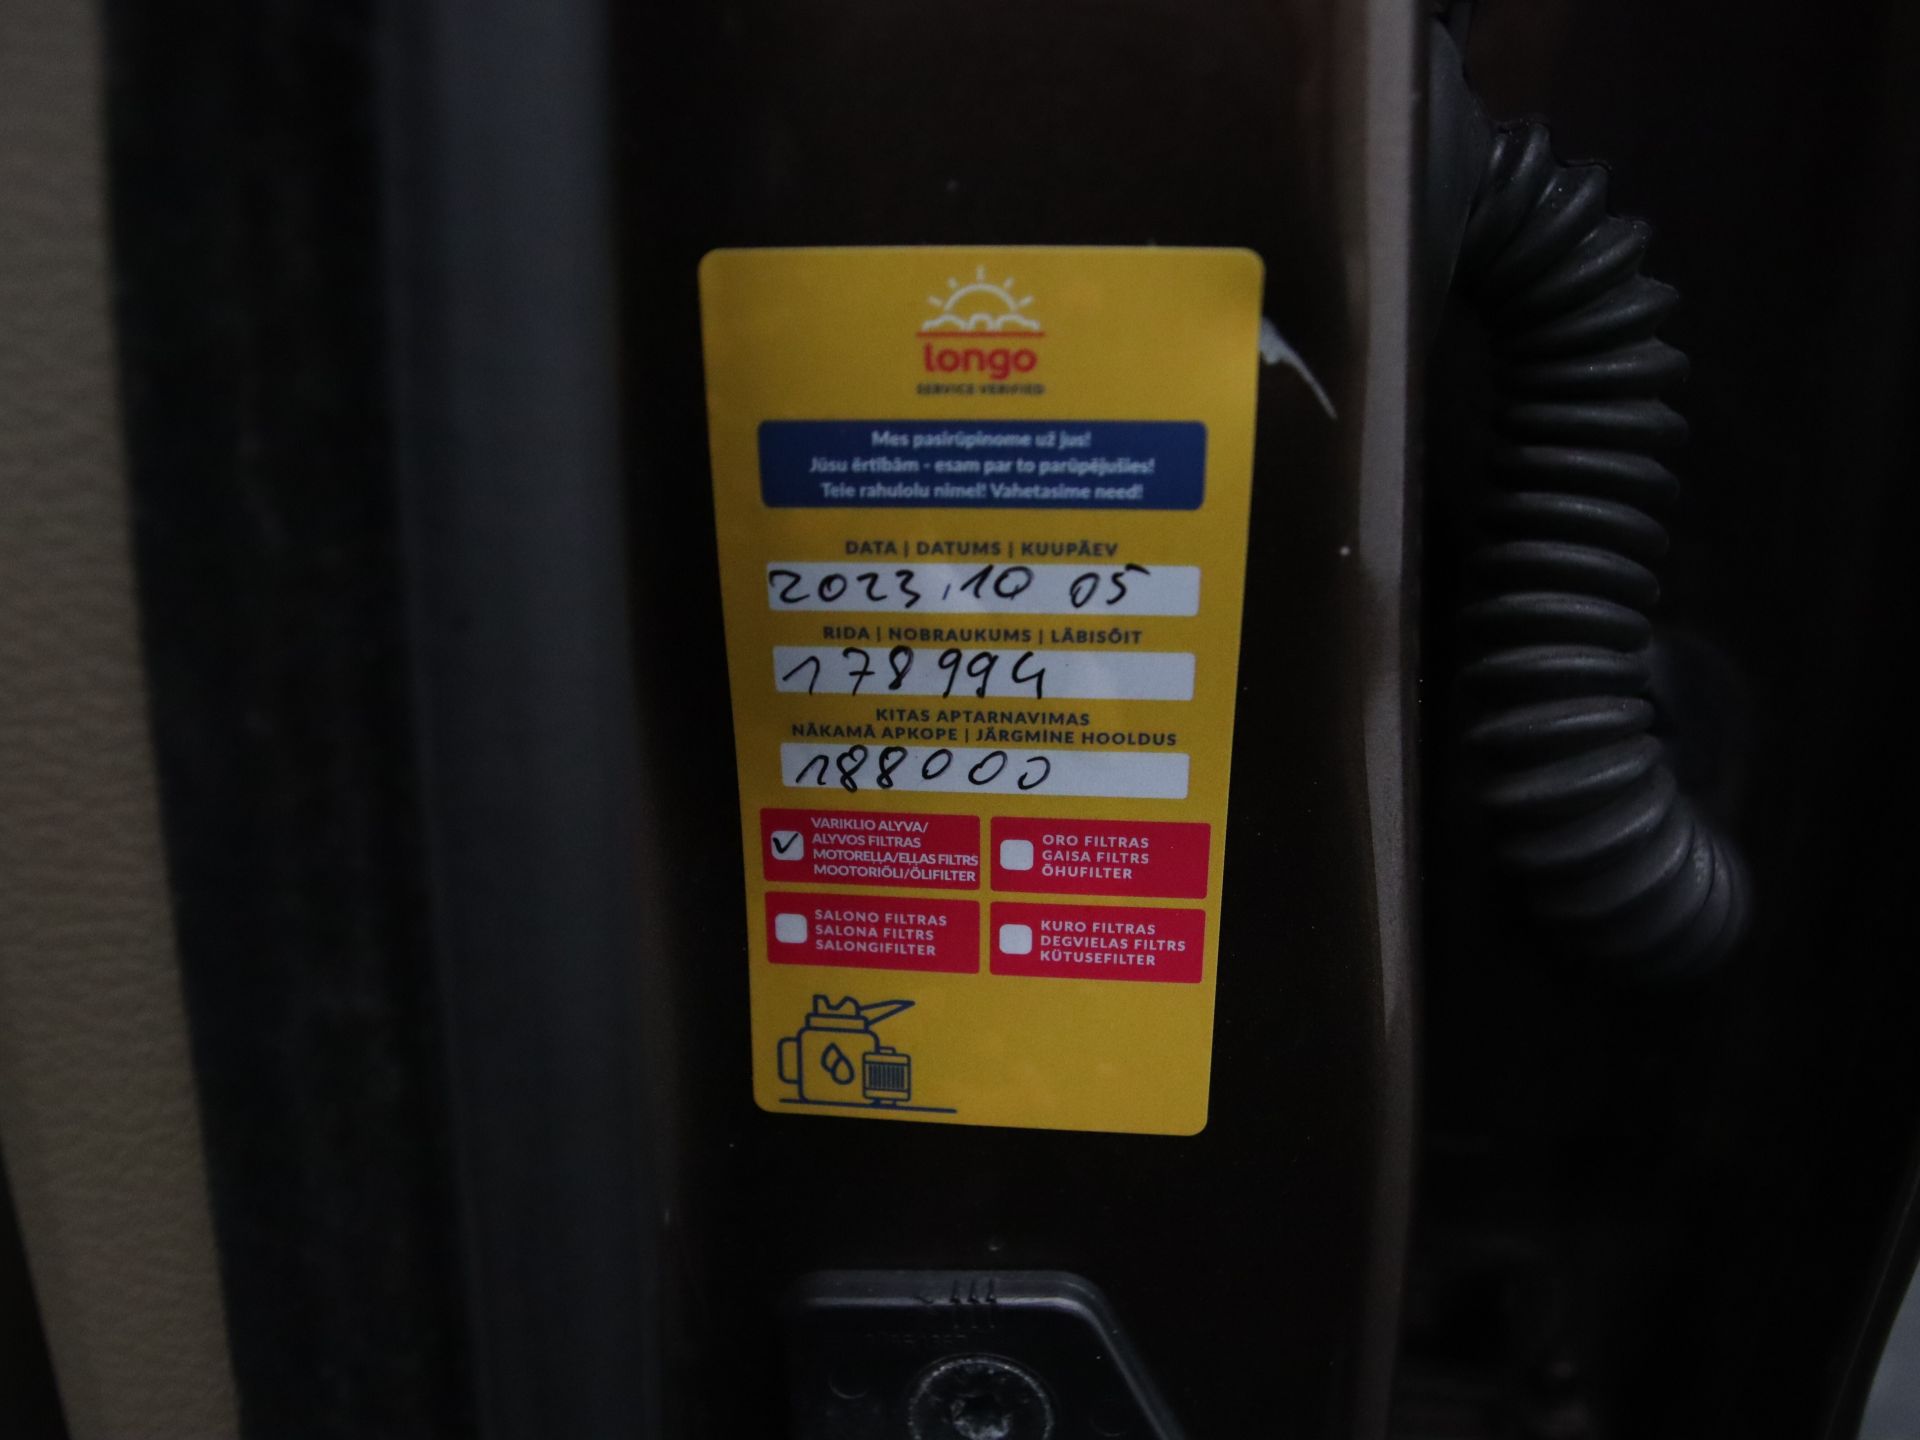 longo
SERVICE VERIFIED
Mes pasirūpinome už jus!
Jūsu ērtībām - esam par to parūpējušies!
Teie rahulolu nimel! Vahetasime need!
DATA | DATUMS | KUUPÄEV
2023.10 05
RIDA | NOBRAUKUMS | LÄBISÕIT
178994
KITAS APTARNAVIMAS
NĀKAMĀ APKOPE | JÄRGMINE HOOLDUS
188000
VARIKLIO ALYVA/
ALYVOS FILTRAS
MOTOREĻĻA/EĻĻAS FILTRS
MOOTORIÕLI/ÕLIFILTER
ORO FILTRAS
GAISA FILTRS
ÕHUFILTER
SALONO FILTRAS
SALONA FILTRS
SALONGIFILTER
KURO FILTRAS
DEGVIELAS FILTRS
KÜTUSEFILTER